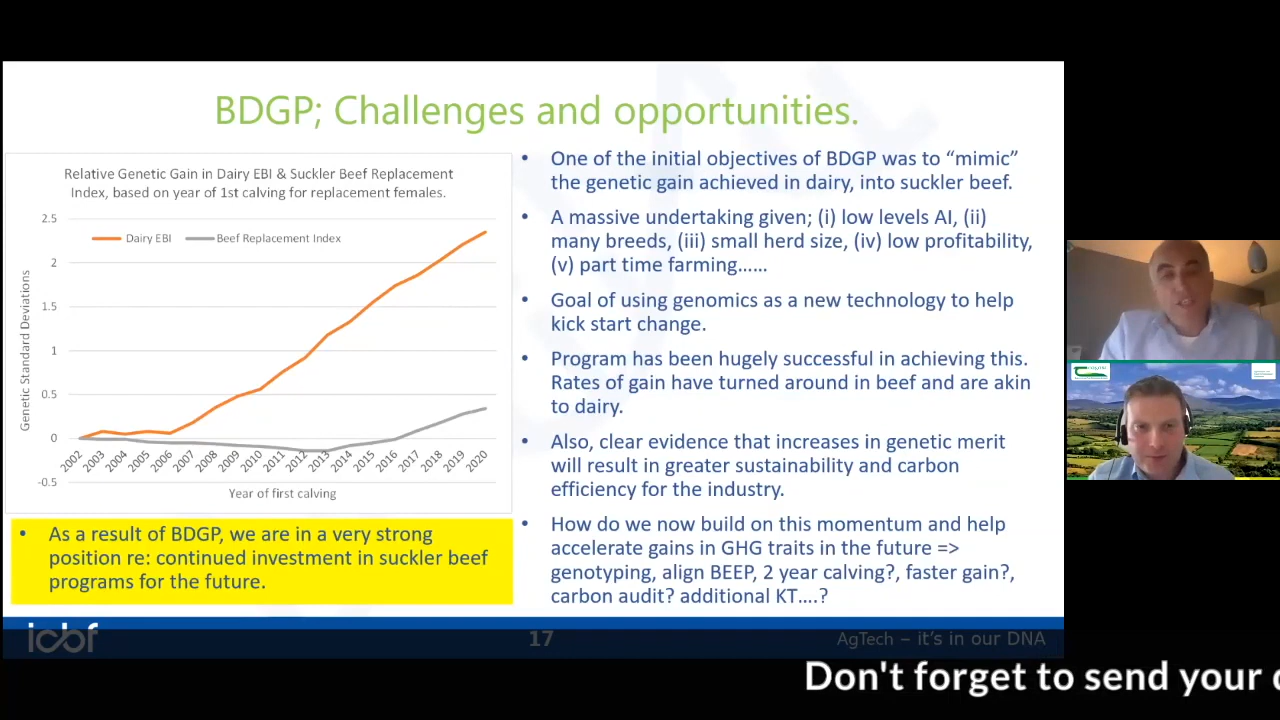 BDGP; Challenges and opportunities.
Relative Genetic Gain in Dairy EBI & Suckler Beef Replacement
Index, based on year of 1st calving for replacement females.
2.5
2
1.5
1
0.5
0
-0.5
Genetic Standard Deviations
Dairy EBI
Beef Replacement Index
2002 2003 2004 2005 2006 2007 2008 2009 2010 2011 2012 2013 2014 2015 2016 2017 2018 2019 2020
Year of first calving
• As a result of BDGP, we are in a very strong
position re: continued investment in suckler beef
programs for the future.
• One of the initial objectives of BDGP was to “mimic”
the genetic gain achieved in dairy, into suckler beef.
• A massive undertaking given; (i) low levels AI, (ii)
many breeds, (iii) small herd size, (iv) low profitability,
(v) part time farming……
• Goal of using genomics as a new technology to help
kick start change.
• Program has been hugely successful in achieving this.
Rates of gain have turned around in beef and are akin
to dairy.
• Also, clear evidence that increases in genetic merit
will result in greater sustainability and carbon
efficiency for the industry.
• How do we now build on this momentum and help
accelerate gains in GHG traits in the future =>
genotyping, align BEEP, 2 year calving?, faster gain?,
carbon audit? additional KT….?
icbf
17
AgTech – it’s in our DNA
Don't forget to send your